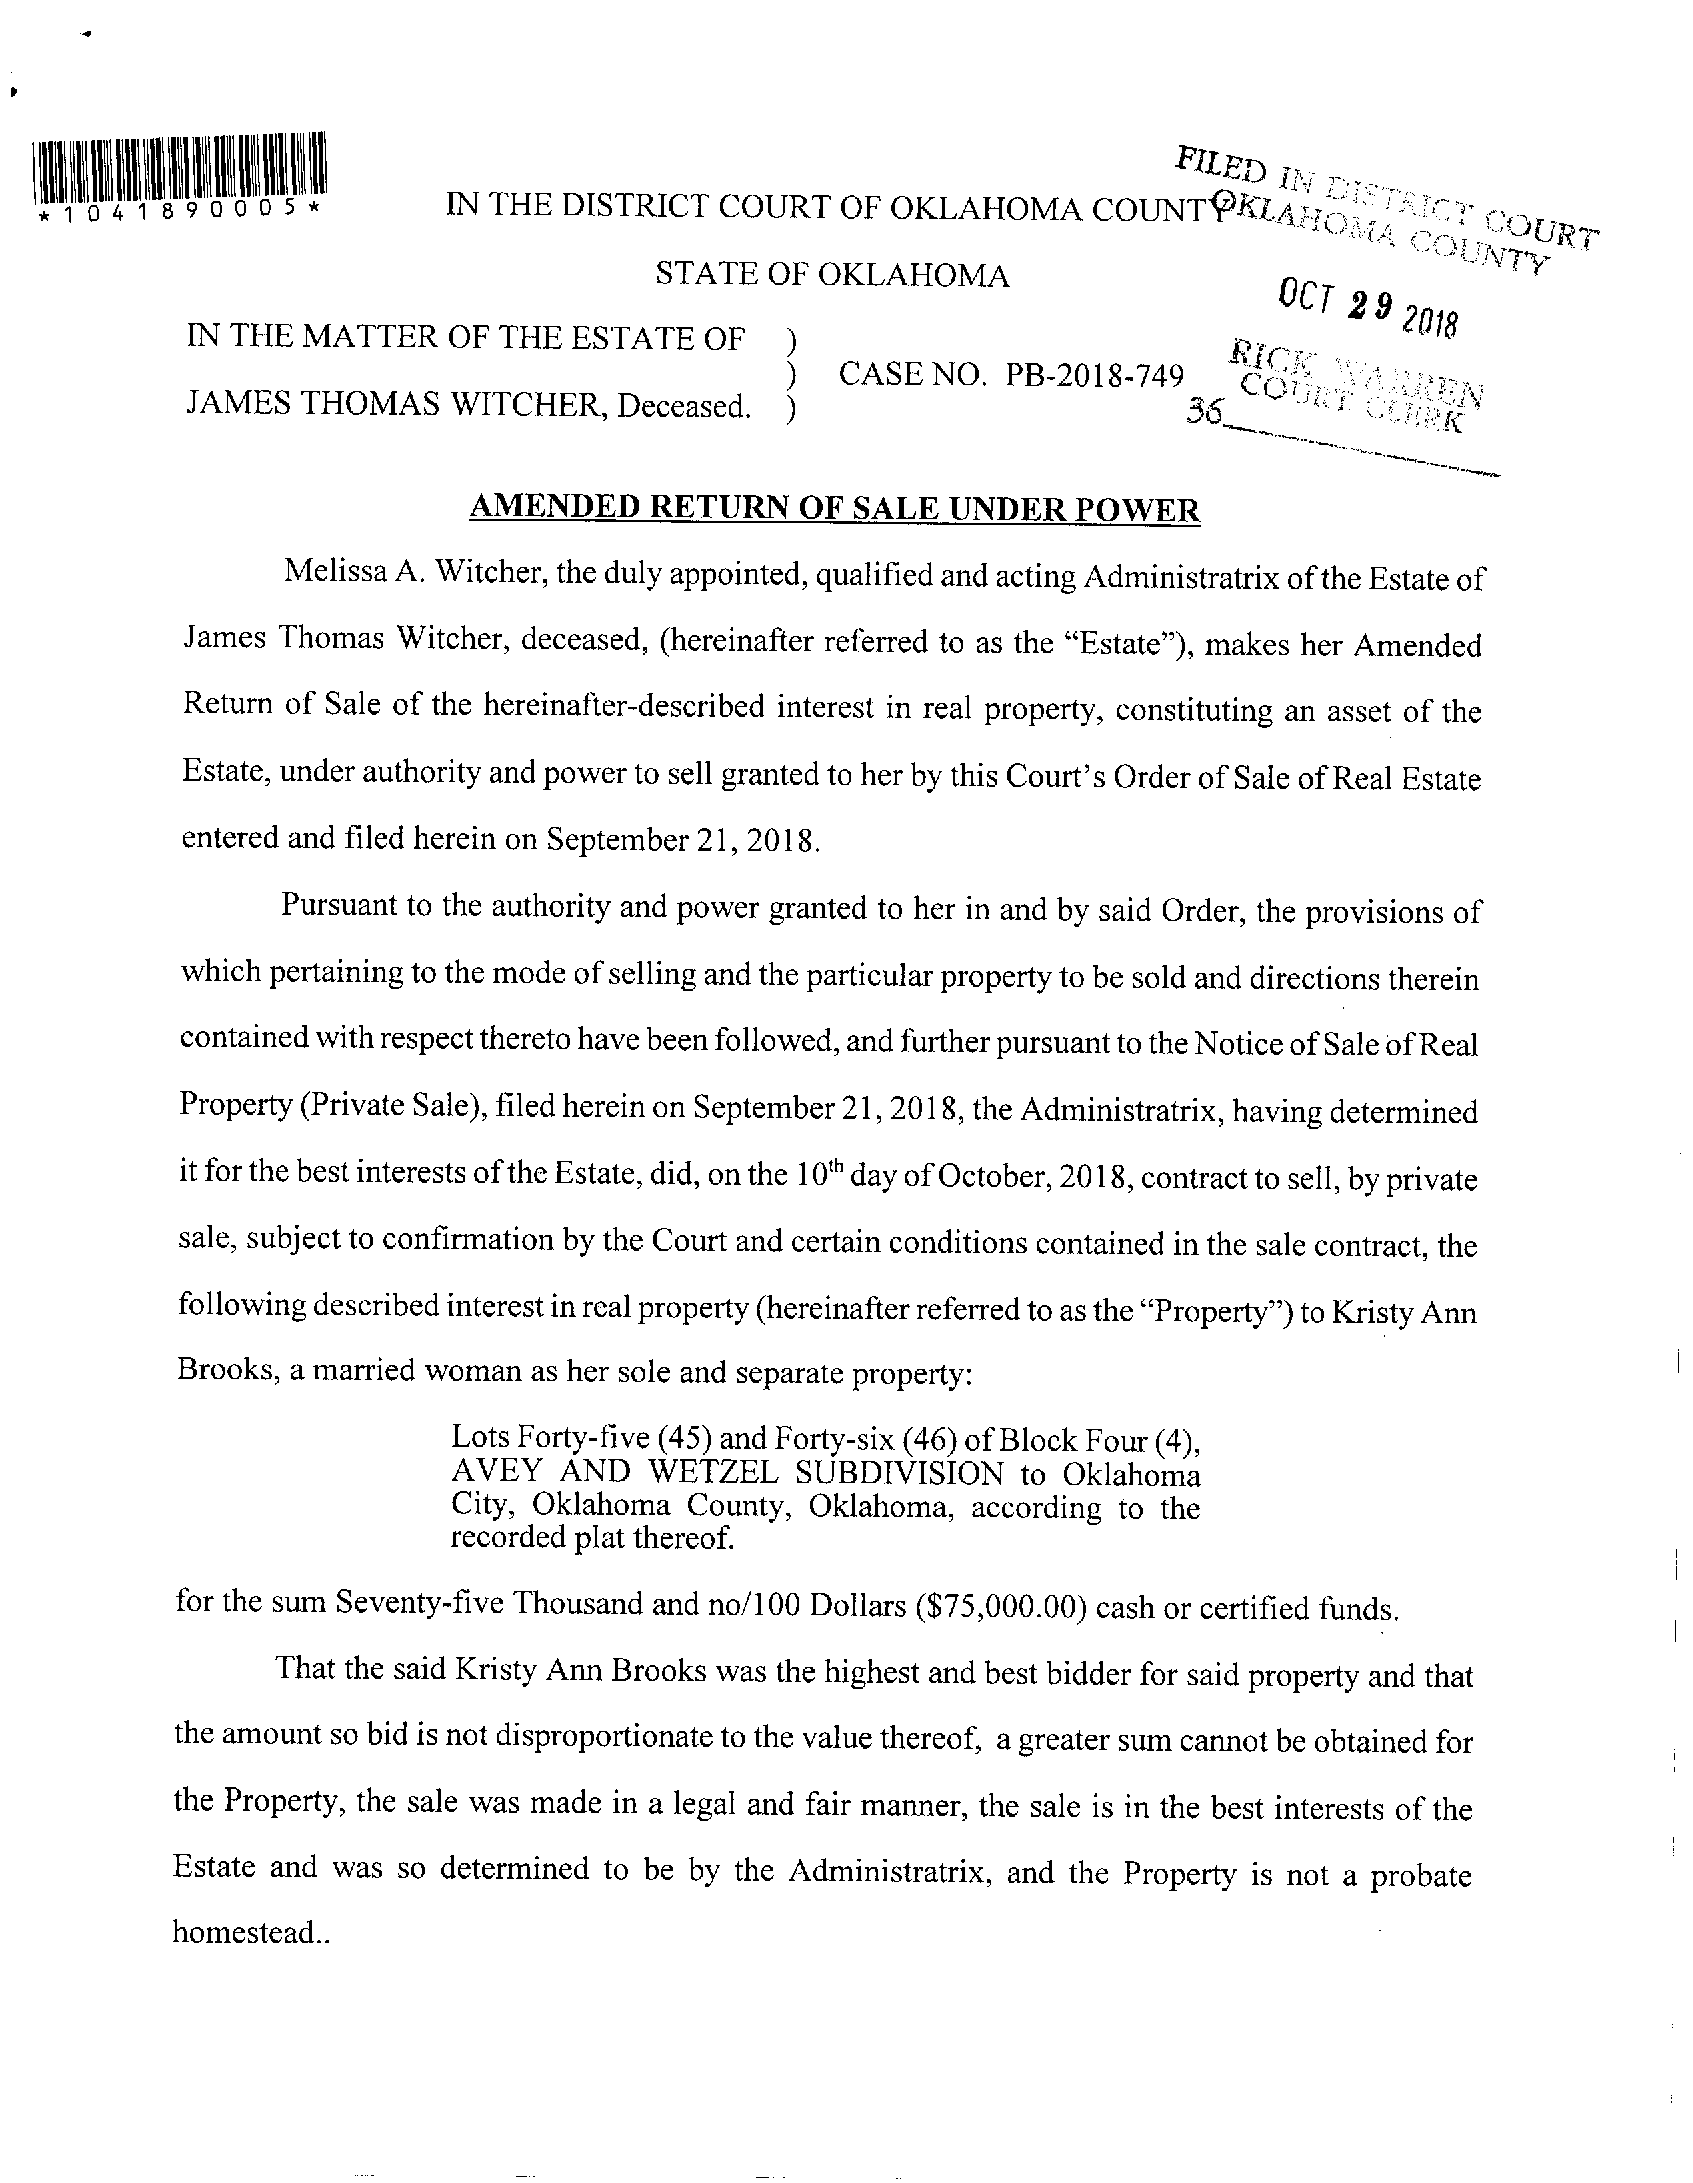 FILED IN DISTRICT COURT
OKLAHOMA COUNTY
*1041890005*
IN THE DISTRICT COURT OF OKLAHOMA COUNTY
STATE OF OKLAHOMA
OCT 29 2018
IN THE MATTER OF THE ESTATE OF )
) CASE NO. PB-2018-749
JAMES THOMAS WITCHER, Deceased. )
RICK WARREN
COURT CLERK
36
AMENDED RETURN OF SALE UNDER POWER
Melissa A. Witcher, the duly appointed, qualified and acting Administratrix of the Estate of
James Thomas Witcher, deceased, (hereinafter referred to as the “Estate”), makes her Amended
Return of Sale of the hereinafter-described interest in real property, constituting an asset of the
Estate, under authority and power to sell granted to her by this Court’s Order of Sale of Real Estate
entered and filed herein on September 21, 2018.
Pursuant to the authority and power granted to her in and by said Order, the provisions of
which pertaining to the mode of selling and the particular property to be sold and directions therein
contained with respect thereto have been followed, and further pursuant to the Notice of Sale of Real
Property (Private Sale), filed herein on September 21, 2018, the Administratrix, having determined
it for the best interests of the Estate, did, on the 10th day of October, 2018, contract to sell, by private
sale, subject to confirmation by the Court and certain conditions contained in the sale contract, the
following described interest in real property (hereinafter referred to as the “Property”) to Kristy Ann
Brooks, a married woman as her sole and separate property:
Lots Forty-five (45) and Forty-six (46) of Block Four (4),
AVEY AND WETZEL SUBDIVISION to Oklahoma
City, Oklahoma County, Oklahoma, according to the
recorded plat thereof.
for the sum Seventy-five Thousand and no/100 Dollars ($75,000.00) cash or certified funds.
That the said Kristy Ann Brooks was the highest and best bidder for said property and that
the amount so bid is not disproportionate to the value thereof, a greater sum cannot be obtained for
the Property, the sale was made in a legal and fair manner, the sale is in the best interests of the
Estate and was so determined to be by the Administratrix, and the Property is not a probate
homestead..